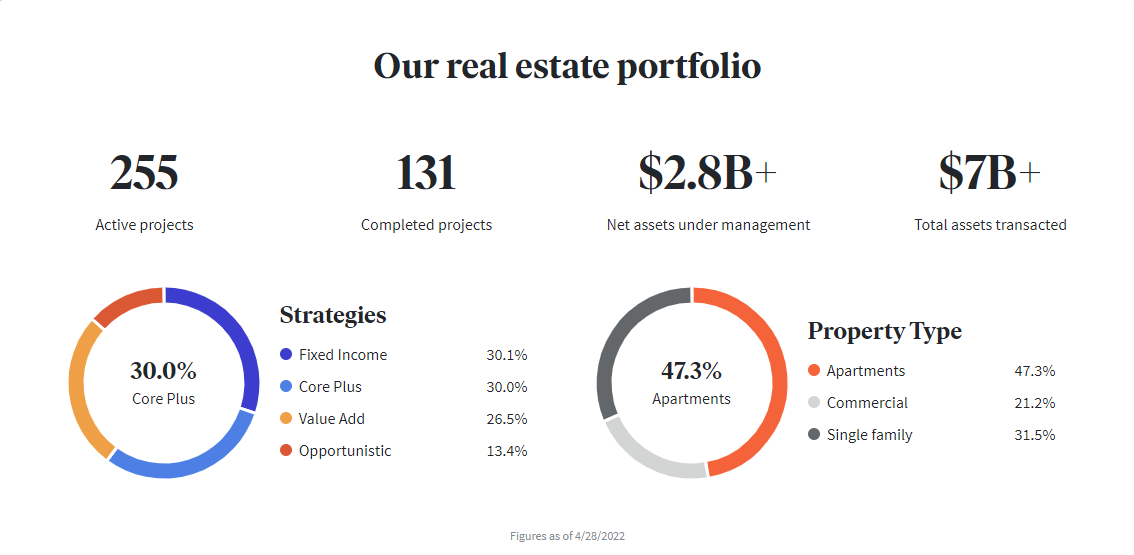 Our real estate portfolio
255
Active projects
131
Completed projects
$2.8B+
Net assets under management
$7B+
Total assets transacted
30.0%
Core Plus
Strategies
Fixed Income 30.1%
Core Plus 30.0%
Value Add 26.5%
Opportunistic 13.4%
47.3%
Apartments
Property Type
Apartments 47.3%
Commercial 21.2%
Single family 31.5%
Figures as of 4/28/2022